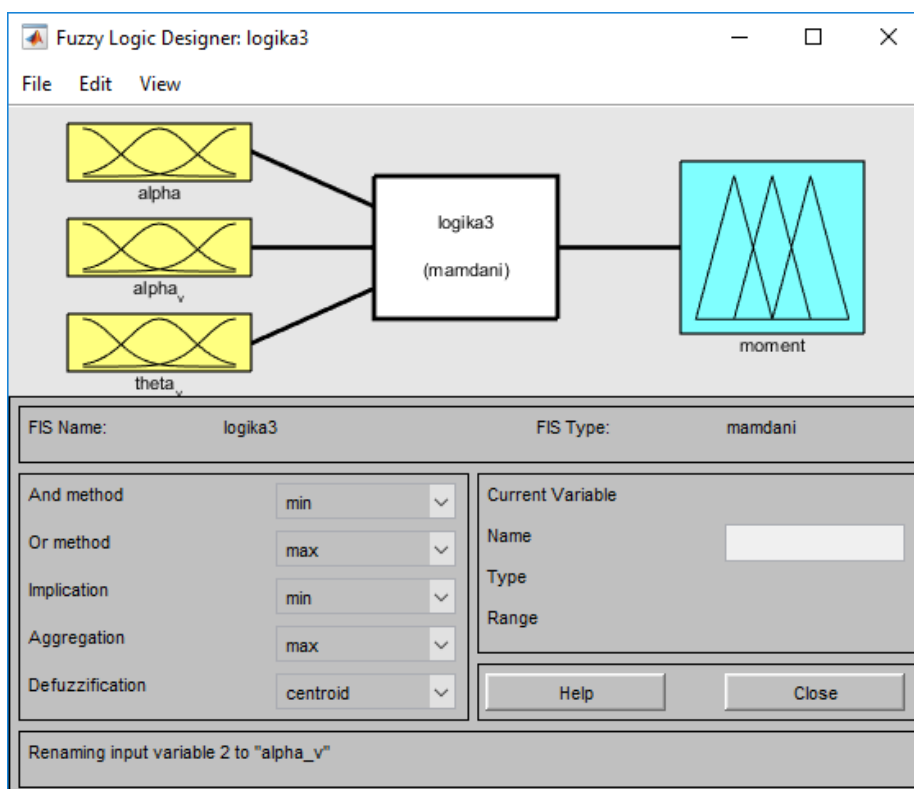 Fuzzy Logic Designer: logika3
File Edit View
alpha
alpha_v
theta_v
logika3
(mamdani)
moment
FIS Name: logika3 FIS Type: mamdani
And method min
Or method max
Implication min
Aggregation max
Defuzzification centroid
Current Variable
Name
Type
Range
Help Close
Renaming input variable 2 to "alpha_v"